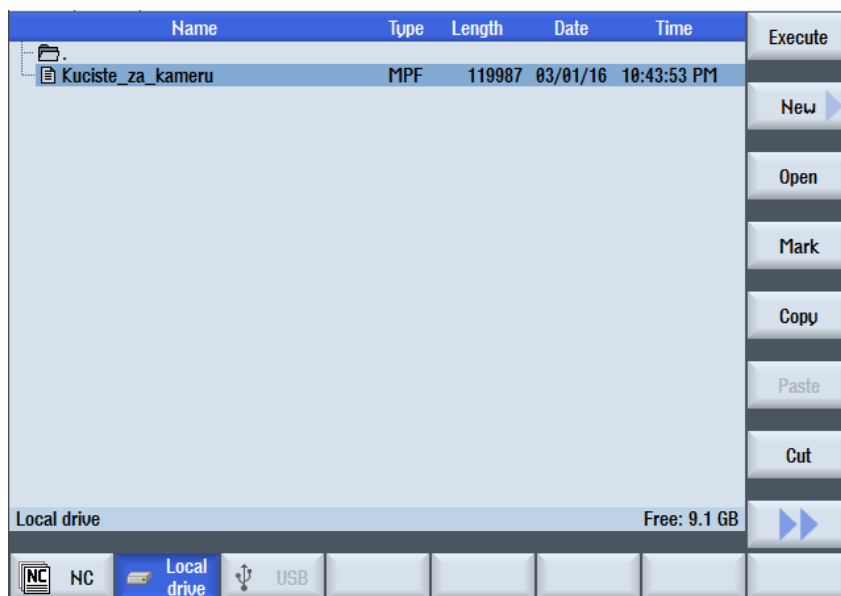 Name Type Length Date Time
.
Kuciste_za_kameru MPF 119987 03/01/16 10:43:53 PM
Local drive Free: 9.1 GB
Execute
New
Open
Mark
Copy
Paste
Cut
NC NC
Local
drive
USB